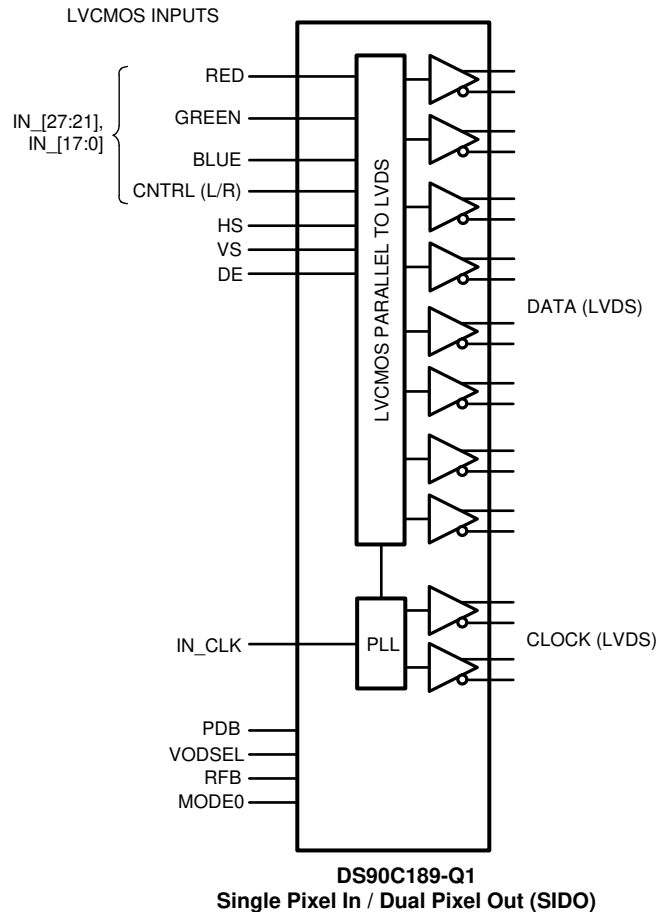 LVCMOS INPUTS
RED
GREEN
IN_[27:21],
IN_[17:0]
BLUE
CNTRL (L/R)
HS
VS
DE
LVCMOS PARALLEL TO LVDS
DATA (LVDS)
IN_CLK
PLL
CLOCK (LVDS)
PDB
VODSEL
RFB
MODE0
DS90C189-Q1
Single Pixel In / Dual Pixel Out (SIDO)